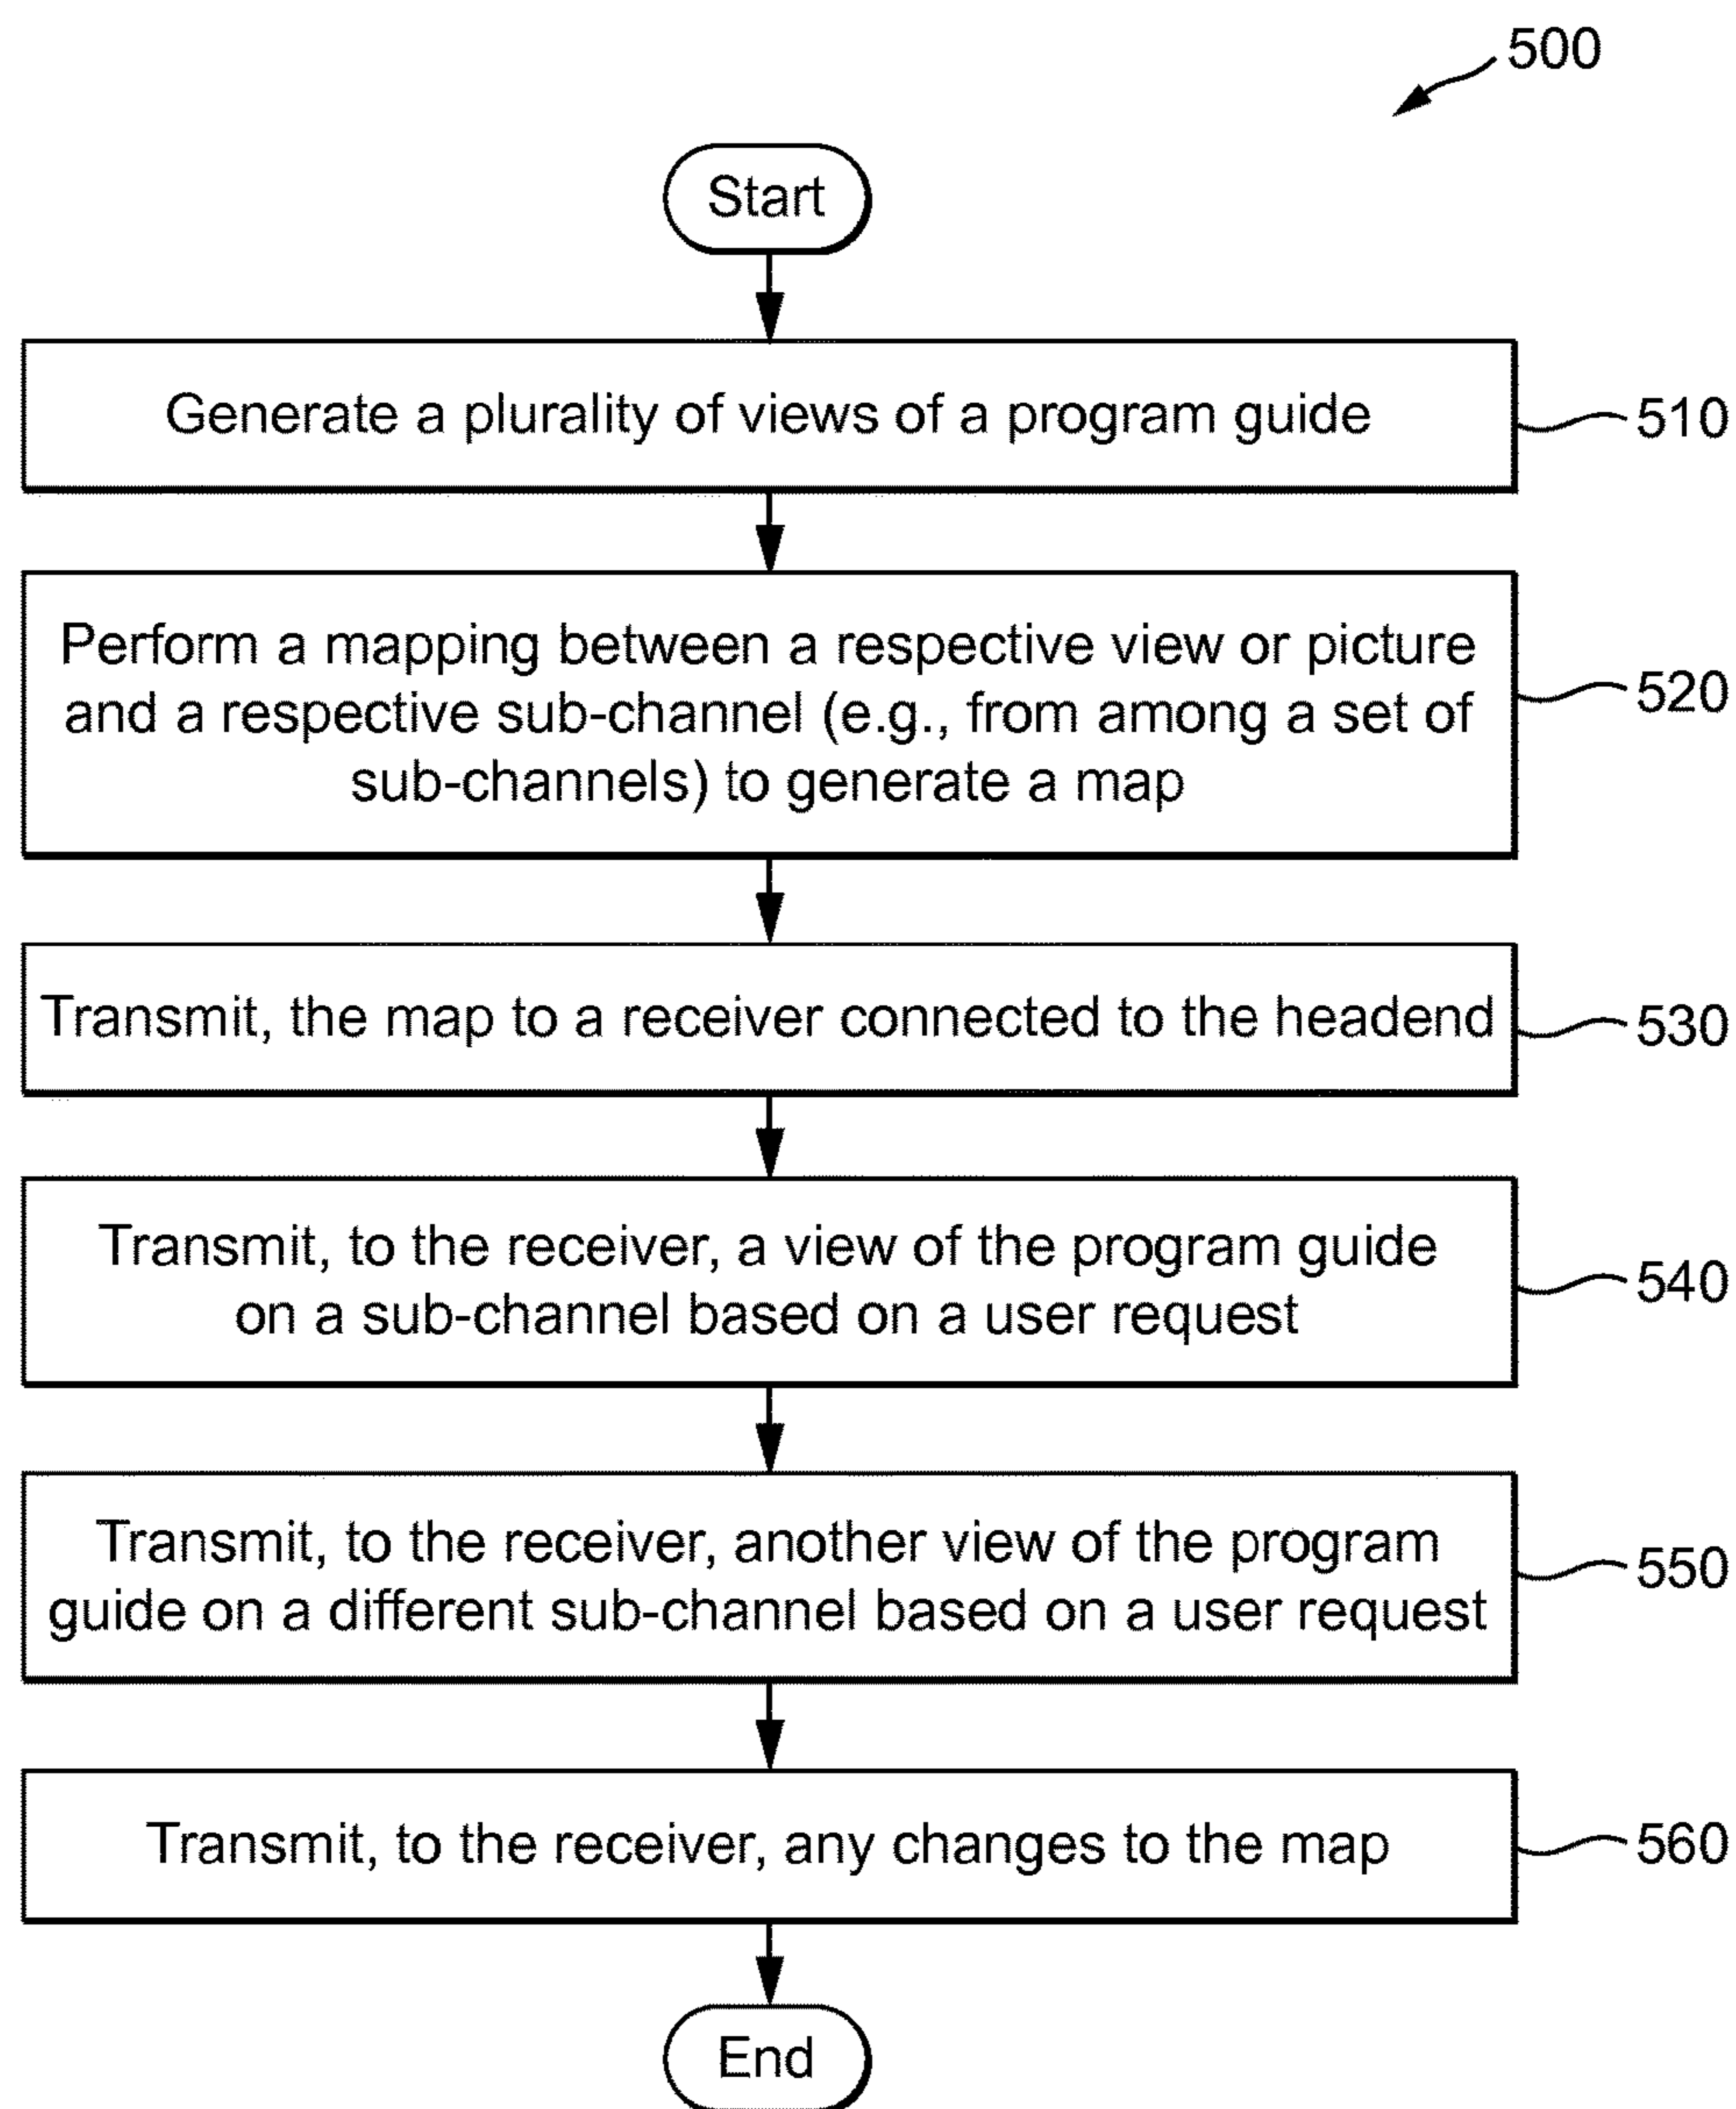 500
Start
Generate a plurality of views of a program guide
510
Perform a mapping between a respective view or picture
and a respective sub-channel (e.g., from among a set of
sub-channels) to generate a map
520
Transmit, the map to a receiver connected to the headend
530
Transmit, to the receiver, a view of the program guide
on a sub-channel based on a user request
540
Transmit, to the receiver, another view of the program
guide on a different sub-channel based on a user request
550
Transmit, to the receiver, any changes to the map
560
End